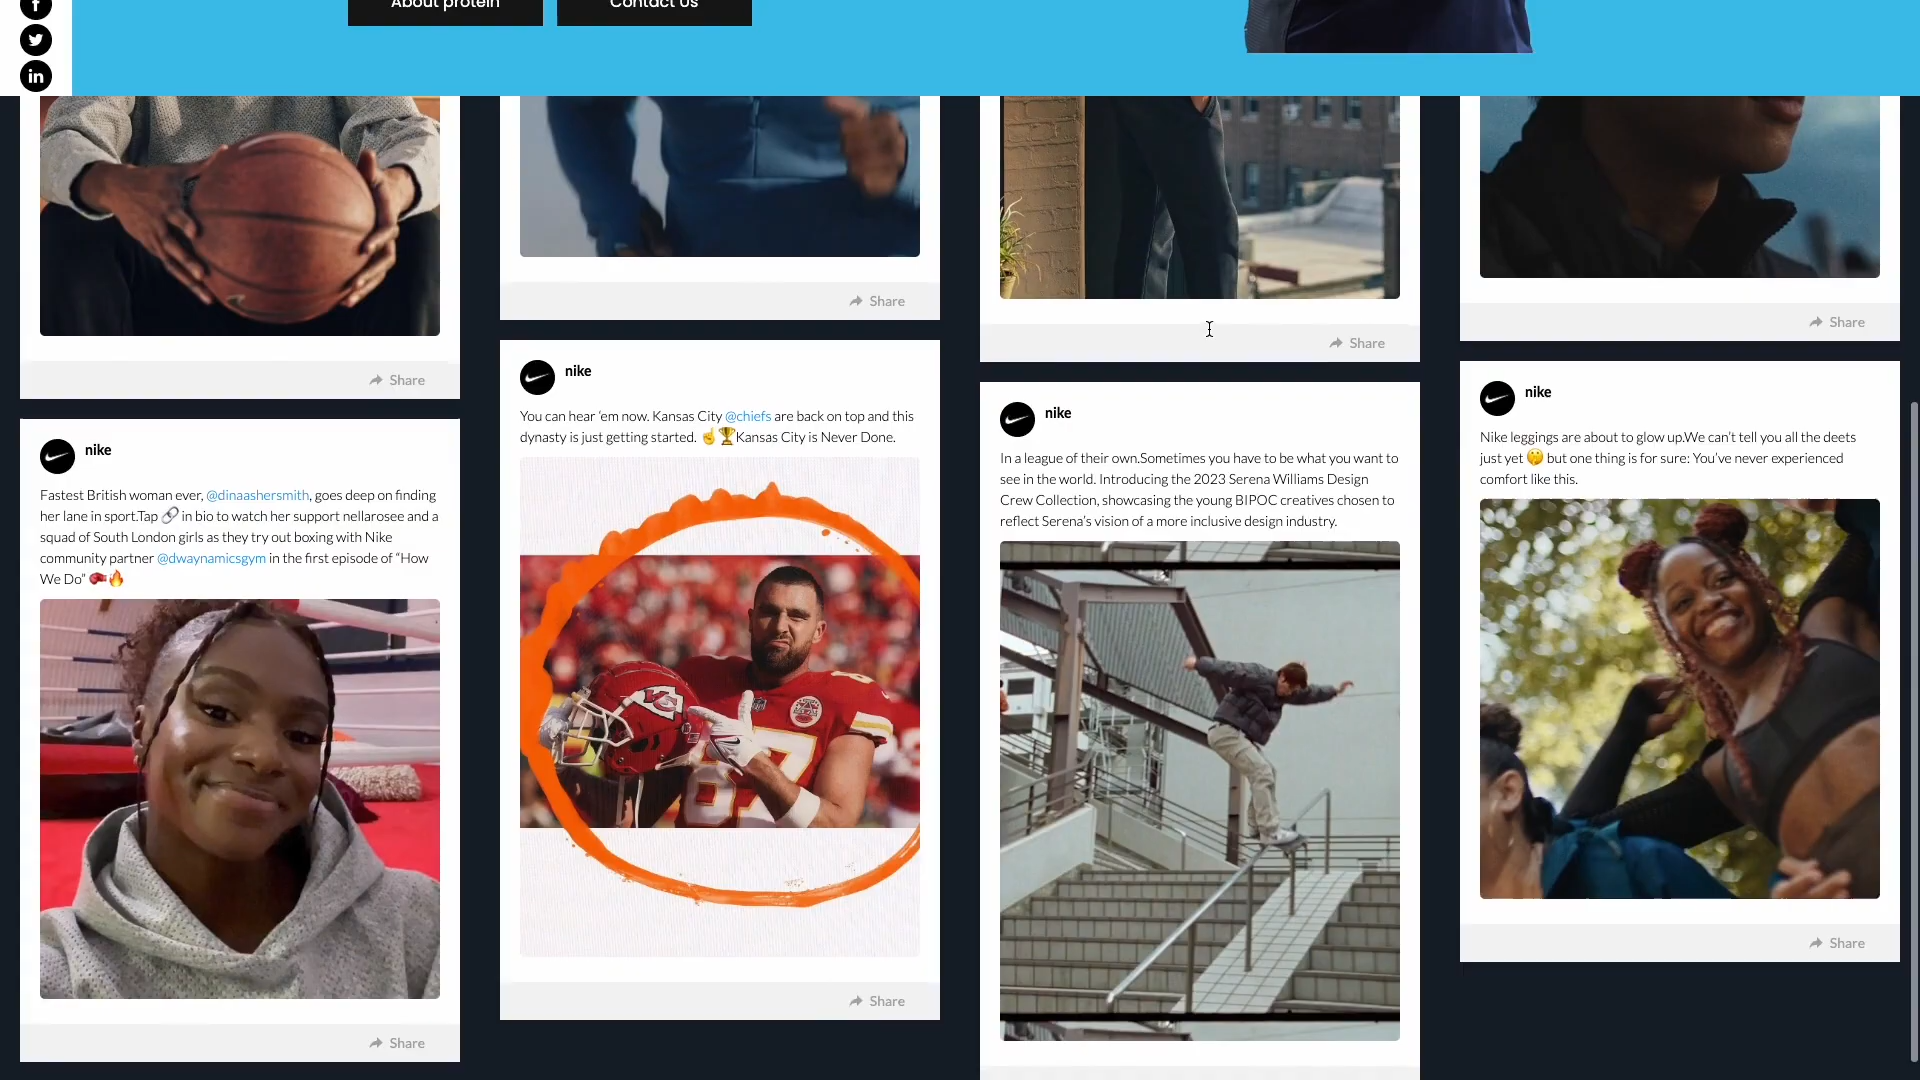 About protein
Contact Us
Share
Share
Share
Share
nike
Fastest British woman ever, @dinaashersmith, goes deep on finding
her lane in sport.Tap 🔗 in bio to watch her support nellarosee and a
squad of South London girls as they try out boxing with Nike
community partner @dwaynamicsgym in the first episode of “How
We Do” 🥊🔥
Share
nike
You can hear ‘em now. Kansas City @chiefs are back on top and this
dynasty is just getting started. ☝️🏆Kansas City is Never Done.
KC
87
Share
nike
In a league of their own.Sometimes you have to be what you want to
see in the world. Introducing the 2023 Serena Williams Design
Crew Collection, showcasing the young BIPOC creatives chosen to
reflect Serena’s vision of a more inclusive design industry.
nike
Nike leggings are about to glow up.We can’t tell you all the deets
just yet 🤫 but one thing is for sure: You’ve never experienced
comfort like this.
Share